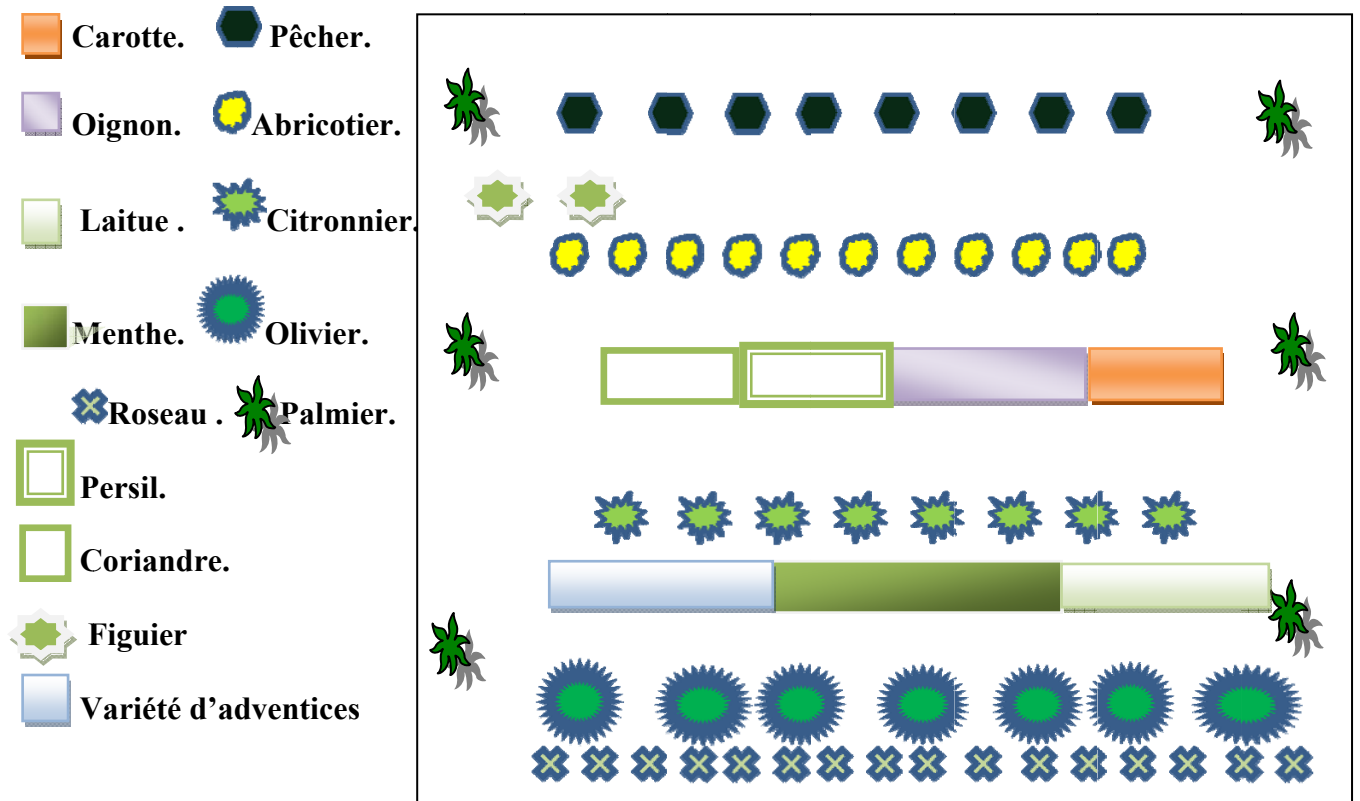 Carotte. Pêcher.
Oignon. Abricotier.
Laitue . Citronnier.
Menthe. Olivier.
Roseau . Palmier.
Persil.
Coriandre.
Figuier
Variété d’adventices